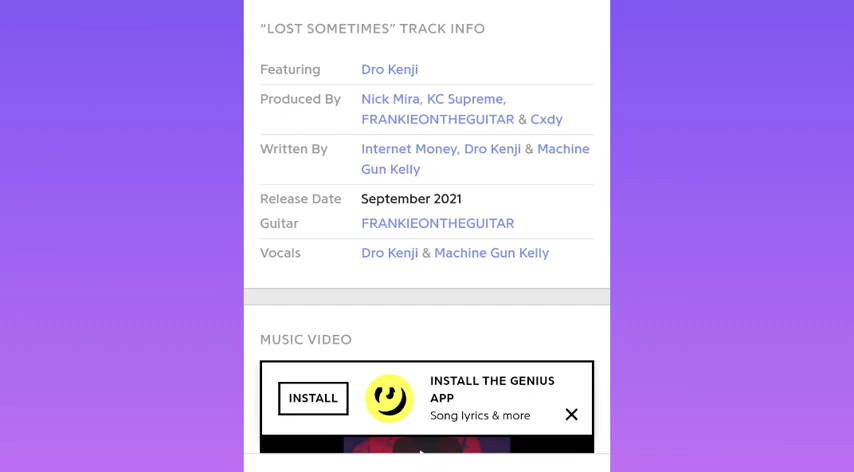 “LOST SOMETIMES” TRACK INFO
Featuring Dro Kenji
Produced By Nick Mira, KC Supreme,
FRANKIEONTHEGUITAR & Cxdy
Written By Internet Money, Dro Kenji & Machine
Gun Kelly
Release Date September 2021
Guitar FRANKIEONTHEGUITAR
Vocals Dro Kenji & Machine Gun Kelly
MUSIC VIDEO
INSTALL
INSTALL THE GENIUS
APP
Song lyrics & more